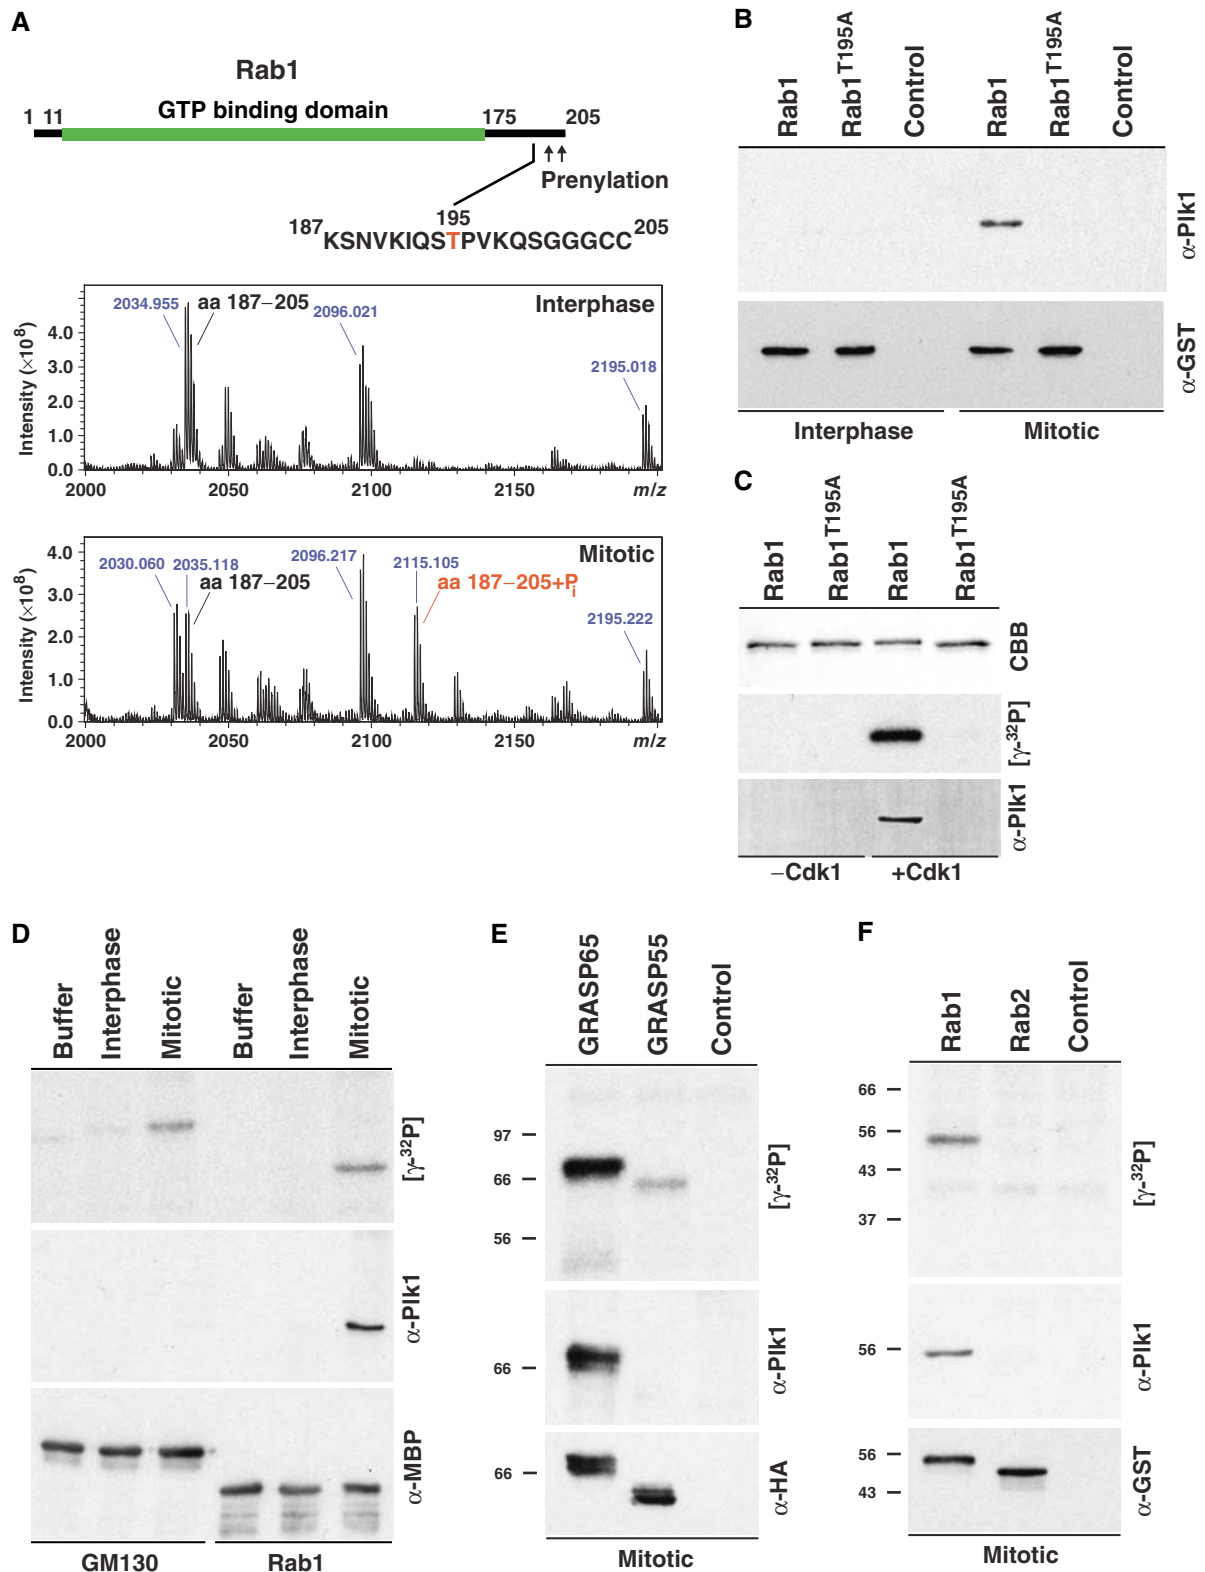 A
Rab1
1 11 GTP binding domain 175 205
Prenylation
195
187KSNVKIQSTPVKQSGGGCC205
Interphase
2034.955 aa 187–205 2096.021 2195.018
Intensity (×108)
4.0
3.0
2.0
1.0
0.0
2000 2050 2100 2150 m/z
Mitotic
2030.060 2035.118 aa 187–205 2096.217 2115.105 aa 187–205+Pi 2195.222
Intensity (×108)
4.0
3.0
2.0
1.0
0.0
2000 2050 2100 2150 m/z
B
Rab1 Rab1T195A Control Rab1 Rab1T195A Control
α-Plk1
α-GST
Interphase Mitotic
C
Rab1 Rab1T195A Rab1 Rab1T195A
CBB
[γ-32P]
α-Plk1
–Cdk1 +Cdk1
D
Buffer Interphase Mitotic Buffer Interphase Mitotic
[γ-32P]
α-Plk1
α-MBP
GM130 Rab1
E
GRASP65 GRASP55 Control
97
66
56
[γ-32P]
66
α-Plk1
66
α-HA
Mitotic
F
Rab1 Rab2 Control
66
56
43
37
[γ-32P]
56
α-Plk1
56
43
α-GST
Mitotic